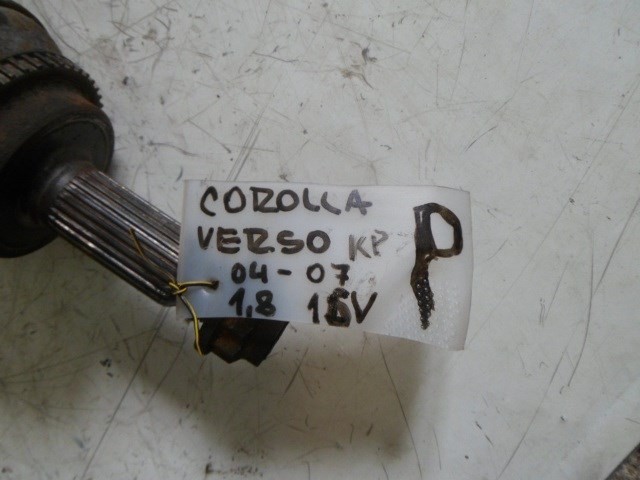 COROLLA
VERSO KP
04-07
1,8 16V
P